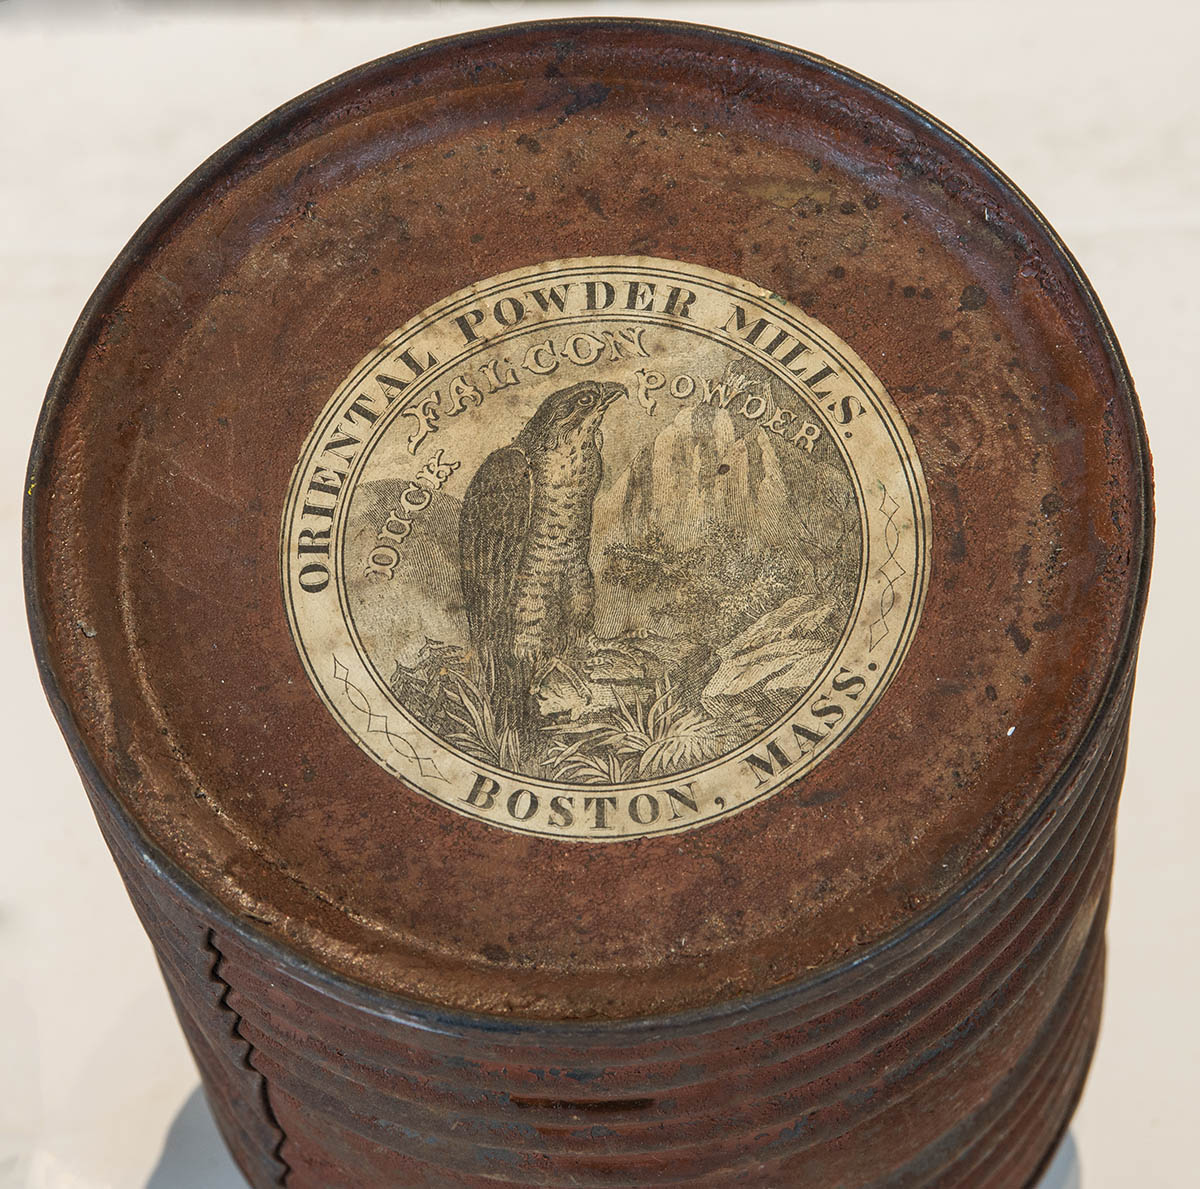 ORIENTAL POWDER MILLS.
DUCK FALCON POWDER
BOSTON, MASS.